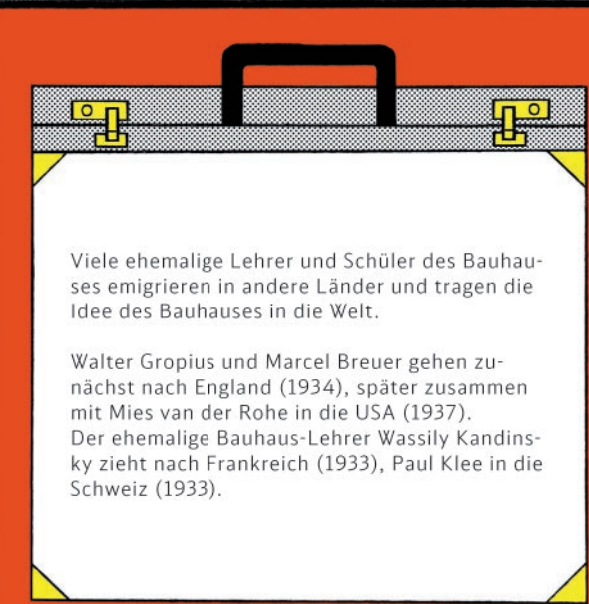 Viele ehemalige Lehrer und Schüler des Bauhau-
ses emigrieren in andere Länder und tragen die
Idee des Bauhauses in die Welt.
Walter Gropius und Marcel Breuer gehen zu-
nächst nach England (1934), später zusammen
mit Mies van der Rohe in die USA (1937).
Der ehemalige Bauhaus-Lehrer Wassily Kandins-
ky zieht nach Frankreich (1933), Paul Klee in die
Schweiz (1933).